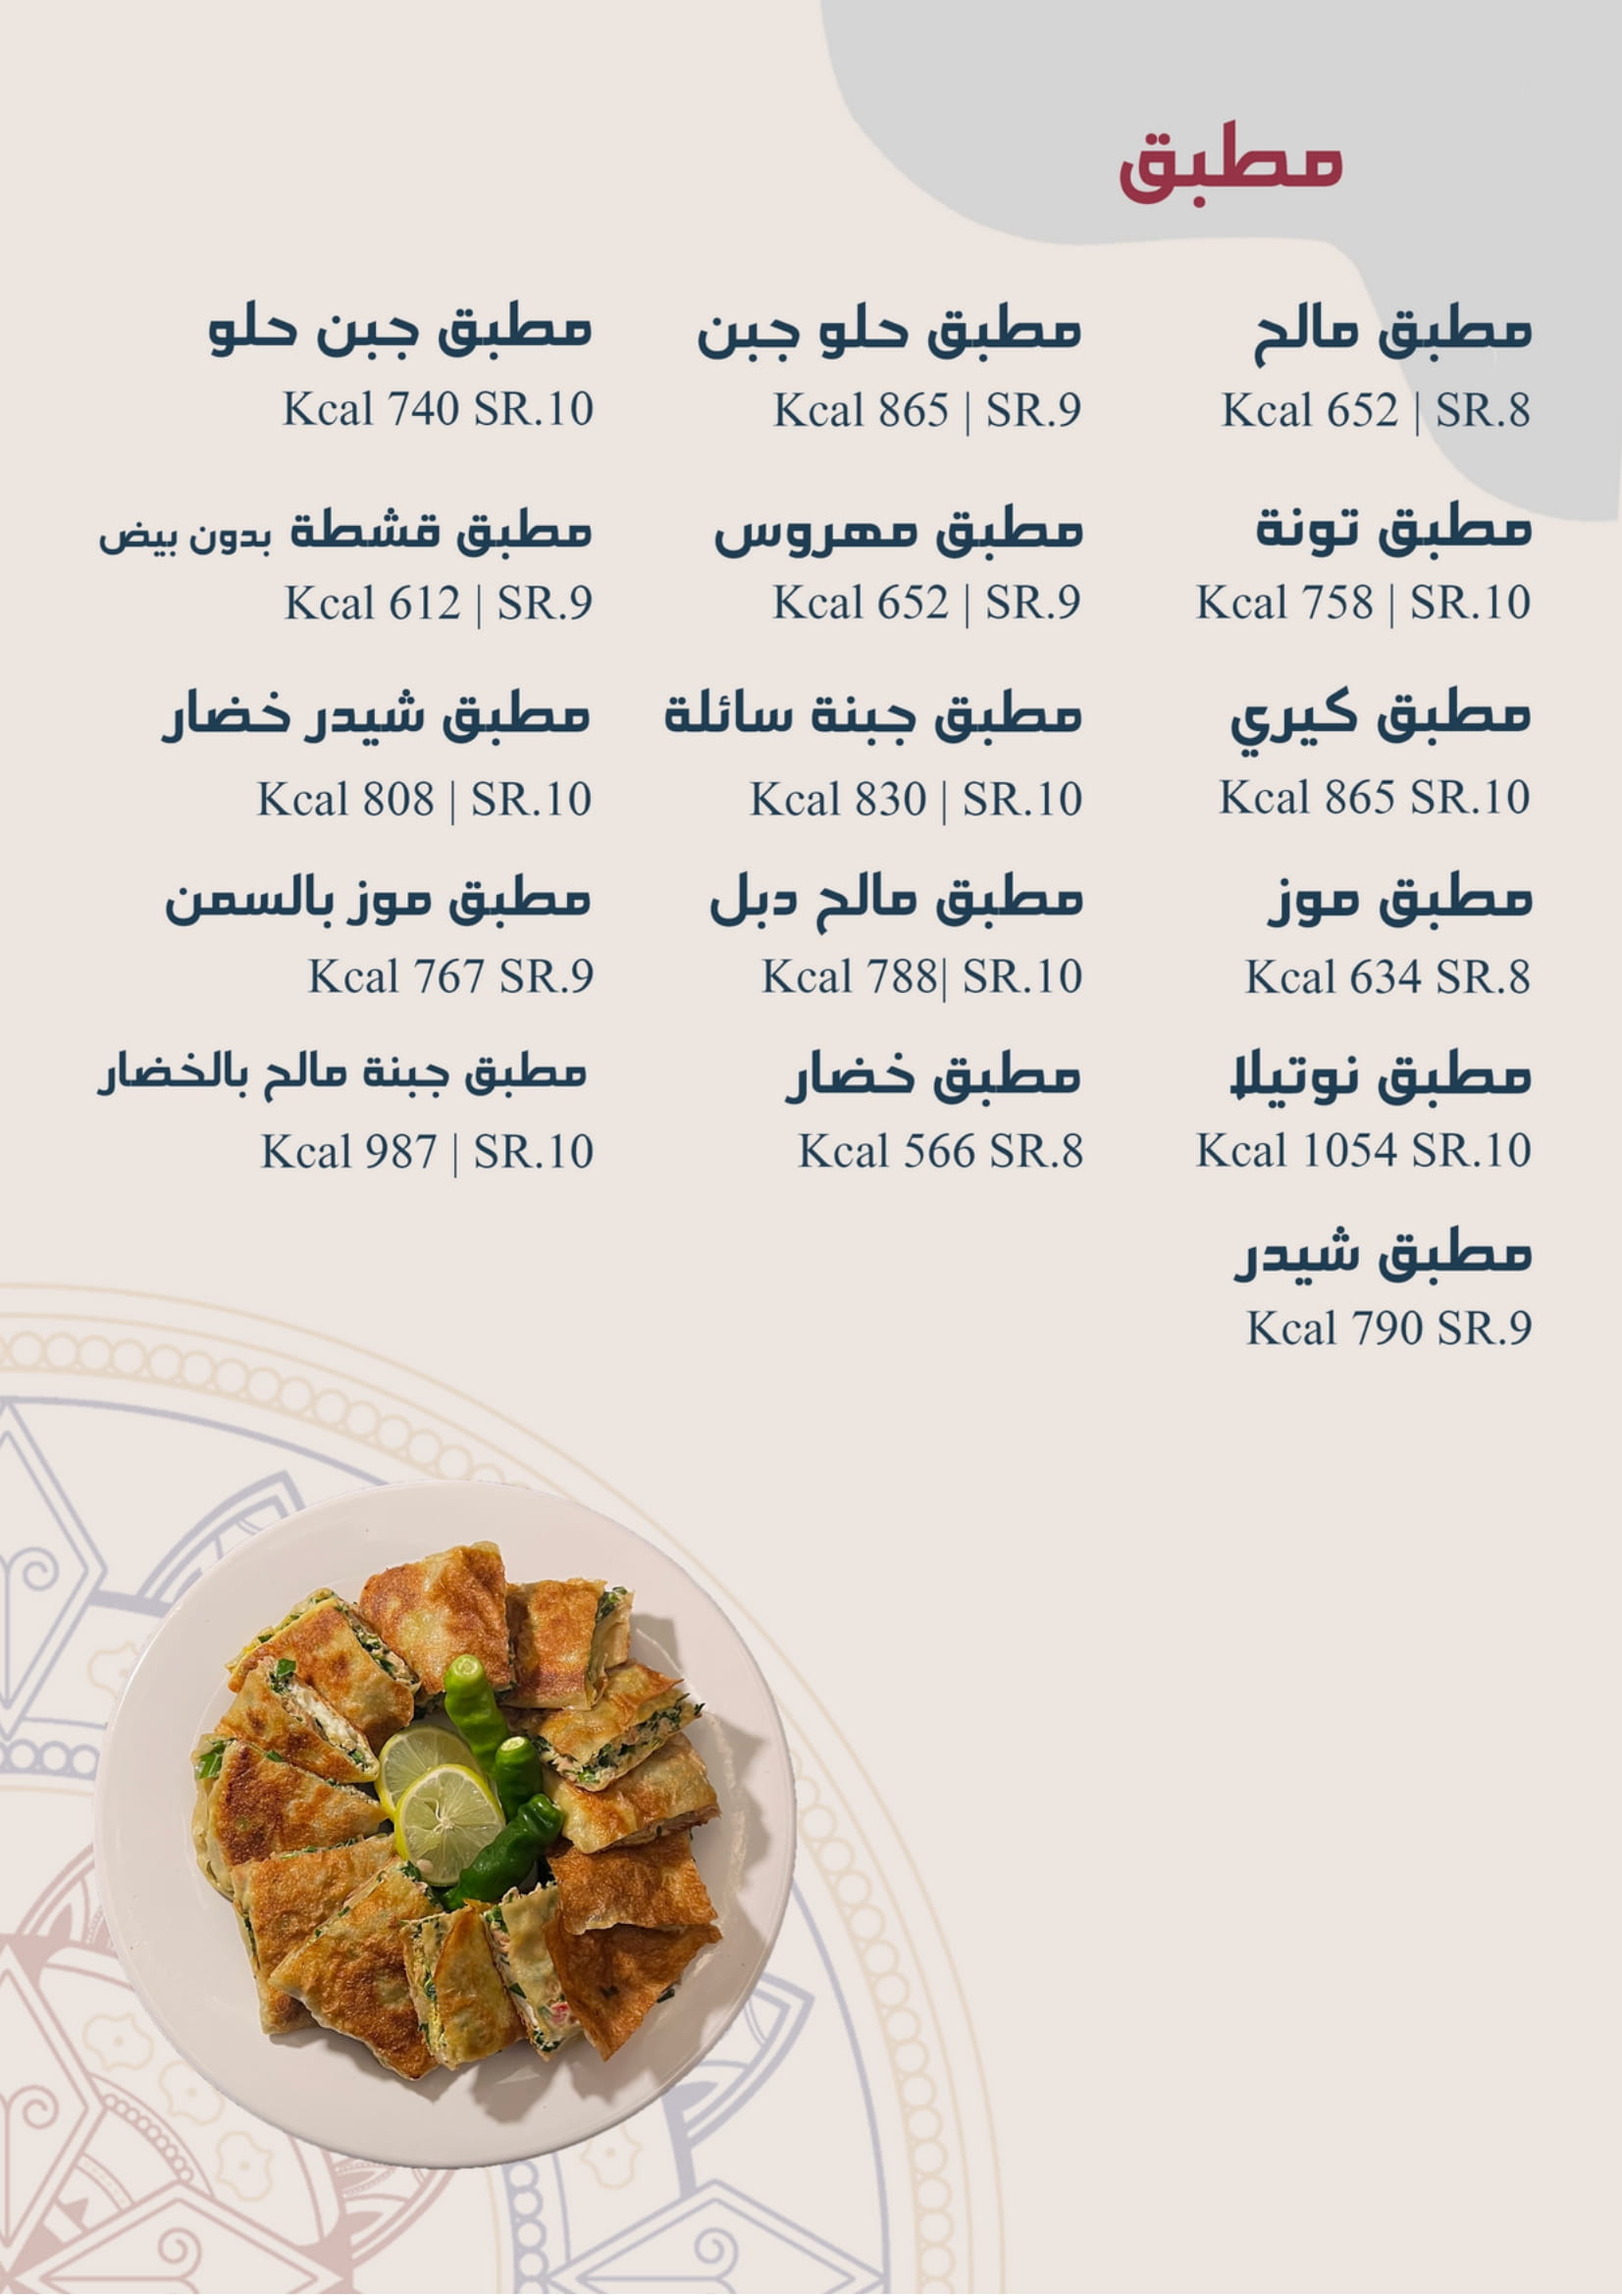 مطبق
مطبق مالح
Kcal 652 | SR.8
مطبق تونة
Kcal 758 | SR.10
مطبق كيري
Kcal 865 SR.10
مطبق موز
Kcal 634 SR.8
مطبق نوتيلا
Kcal 1054 SR.10
مطبق شيدر
Kcal 790 SR.9
مطبق حلو جبن
Kcal 865 | SR.9
مطبق مهروس
Kcal 652 | SR.9
مطبق جبنة سائلة
Kcal 830 | SR.10
مطبق مالح دبل
Kcal 788| SR.10
مطبق خضار
Kcal 566 SR.8
مطبق جبن حلو
Kcal 740 SR.10
مطبق قشطة بدون بيض
Kcal 612 | SR.9
مطبق شيدر خضار
Kcal 808 | SR.10
مطبق موز بالسمن
Kcal 767 SR.9
مطبق جبنة مالح بالخضار
Kcal 987 | SR.10